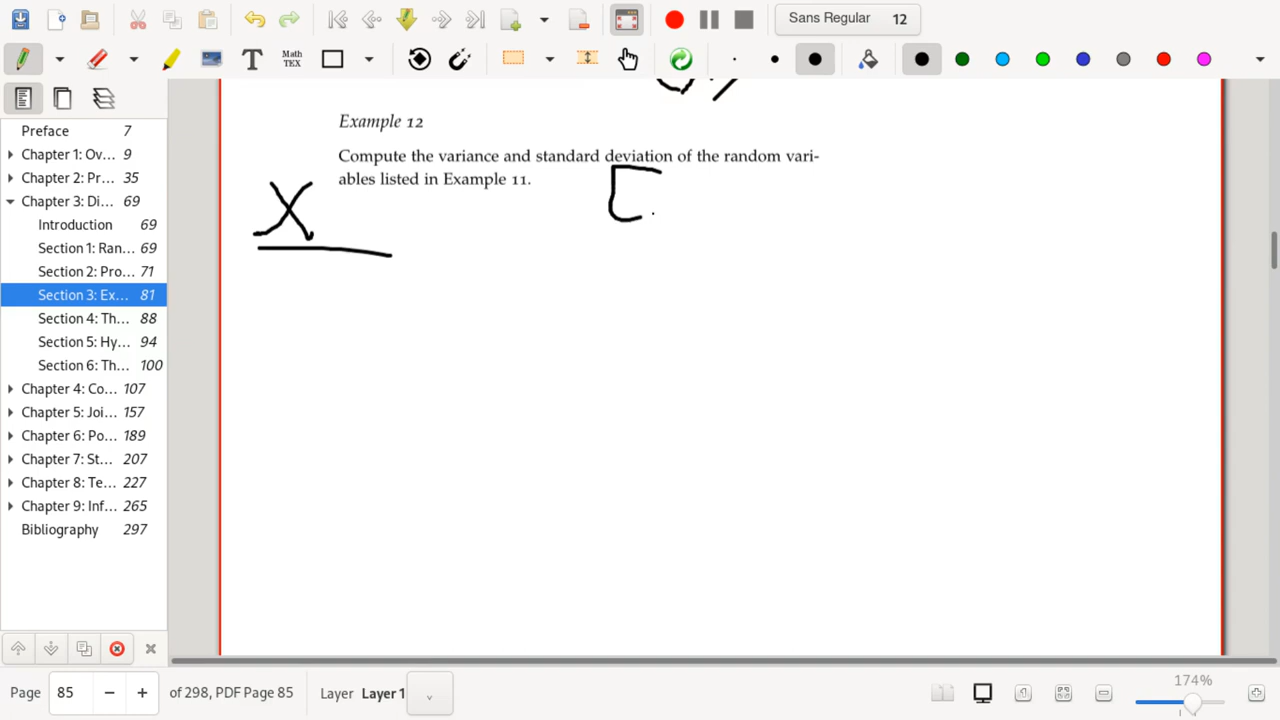 Sans Regular 12
Math
TEX
Preface 7
Chapter 1: Ov... 9
Chapter 2: Pr... 35
Chapter 3: Di... 69
Introduction 69
Section 1: Ran... 69
Section 2: Pro... 71
Section 3: Ex... 81
Section 4: Th... 88
Section 5: Hy... 94
Section 6: Th... 100
Chapter 4: Co... 107
Chapter 5: Joi... 157
Chapter 6: Po... 189
Chapter 7: St... 207
Chapter 8: Te... 227
Chapter 9: Inf... 265
Bibliography 297
Example 12
Compute the variance and standard deviation of the random vari-
ables listed in Example 11.
X
Page 85 of 298, PDF Page 85 Layer Layer 1 174%